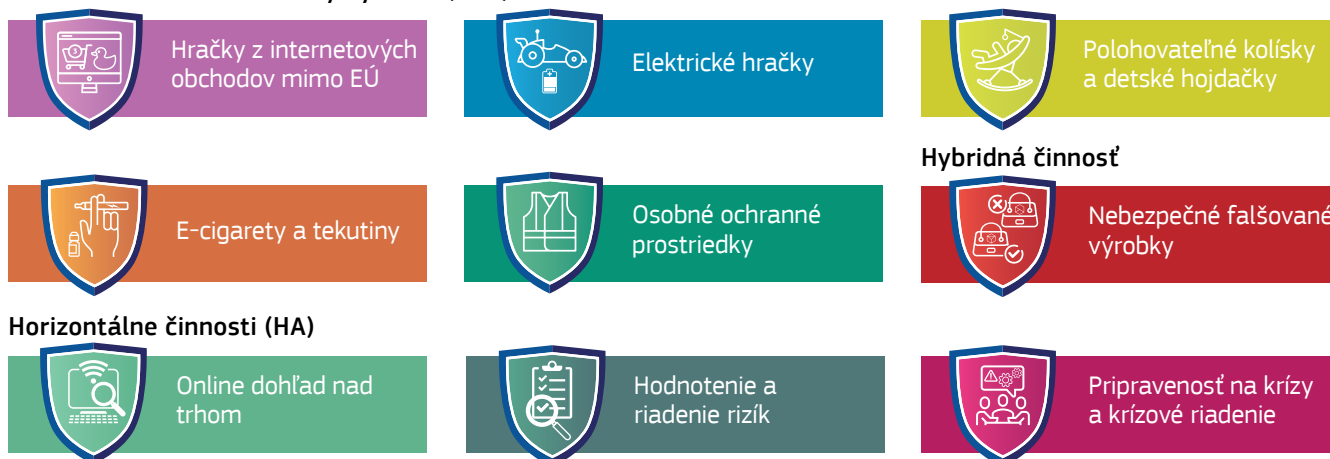 Hračky z internetových
obchodov mimo EÚ
Elektrické hračky
Polohovateľné kolísky
a detské hojdačky
Hybridná činnosť
E-cigarety a tekutiny
Osobné ochranné
prostriedky
Nebezpečné falšované
výrobky
Horizontálne činnosti (HA)
Online dohľad nad
trhom
Hodnotenie a
riadenie rizík
Pripravenosť na krízy
a krízové riadenie